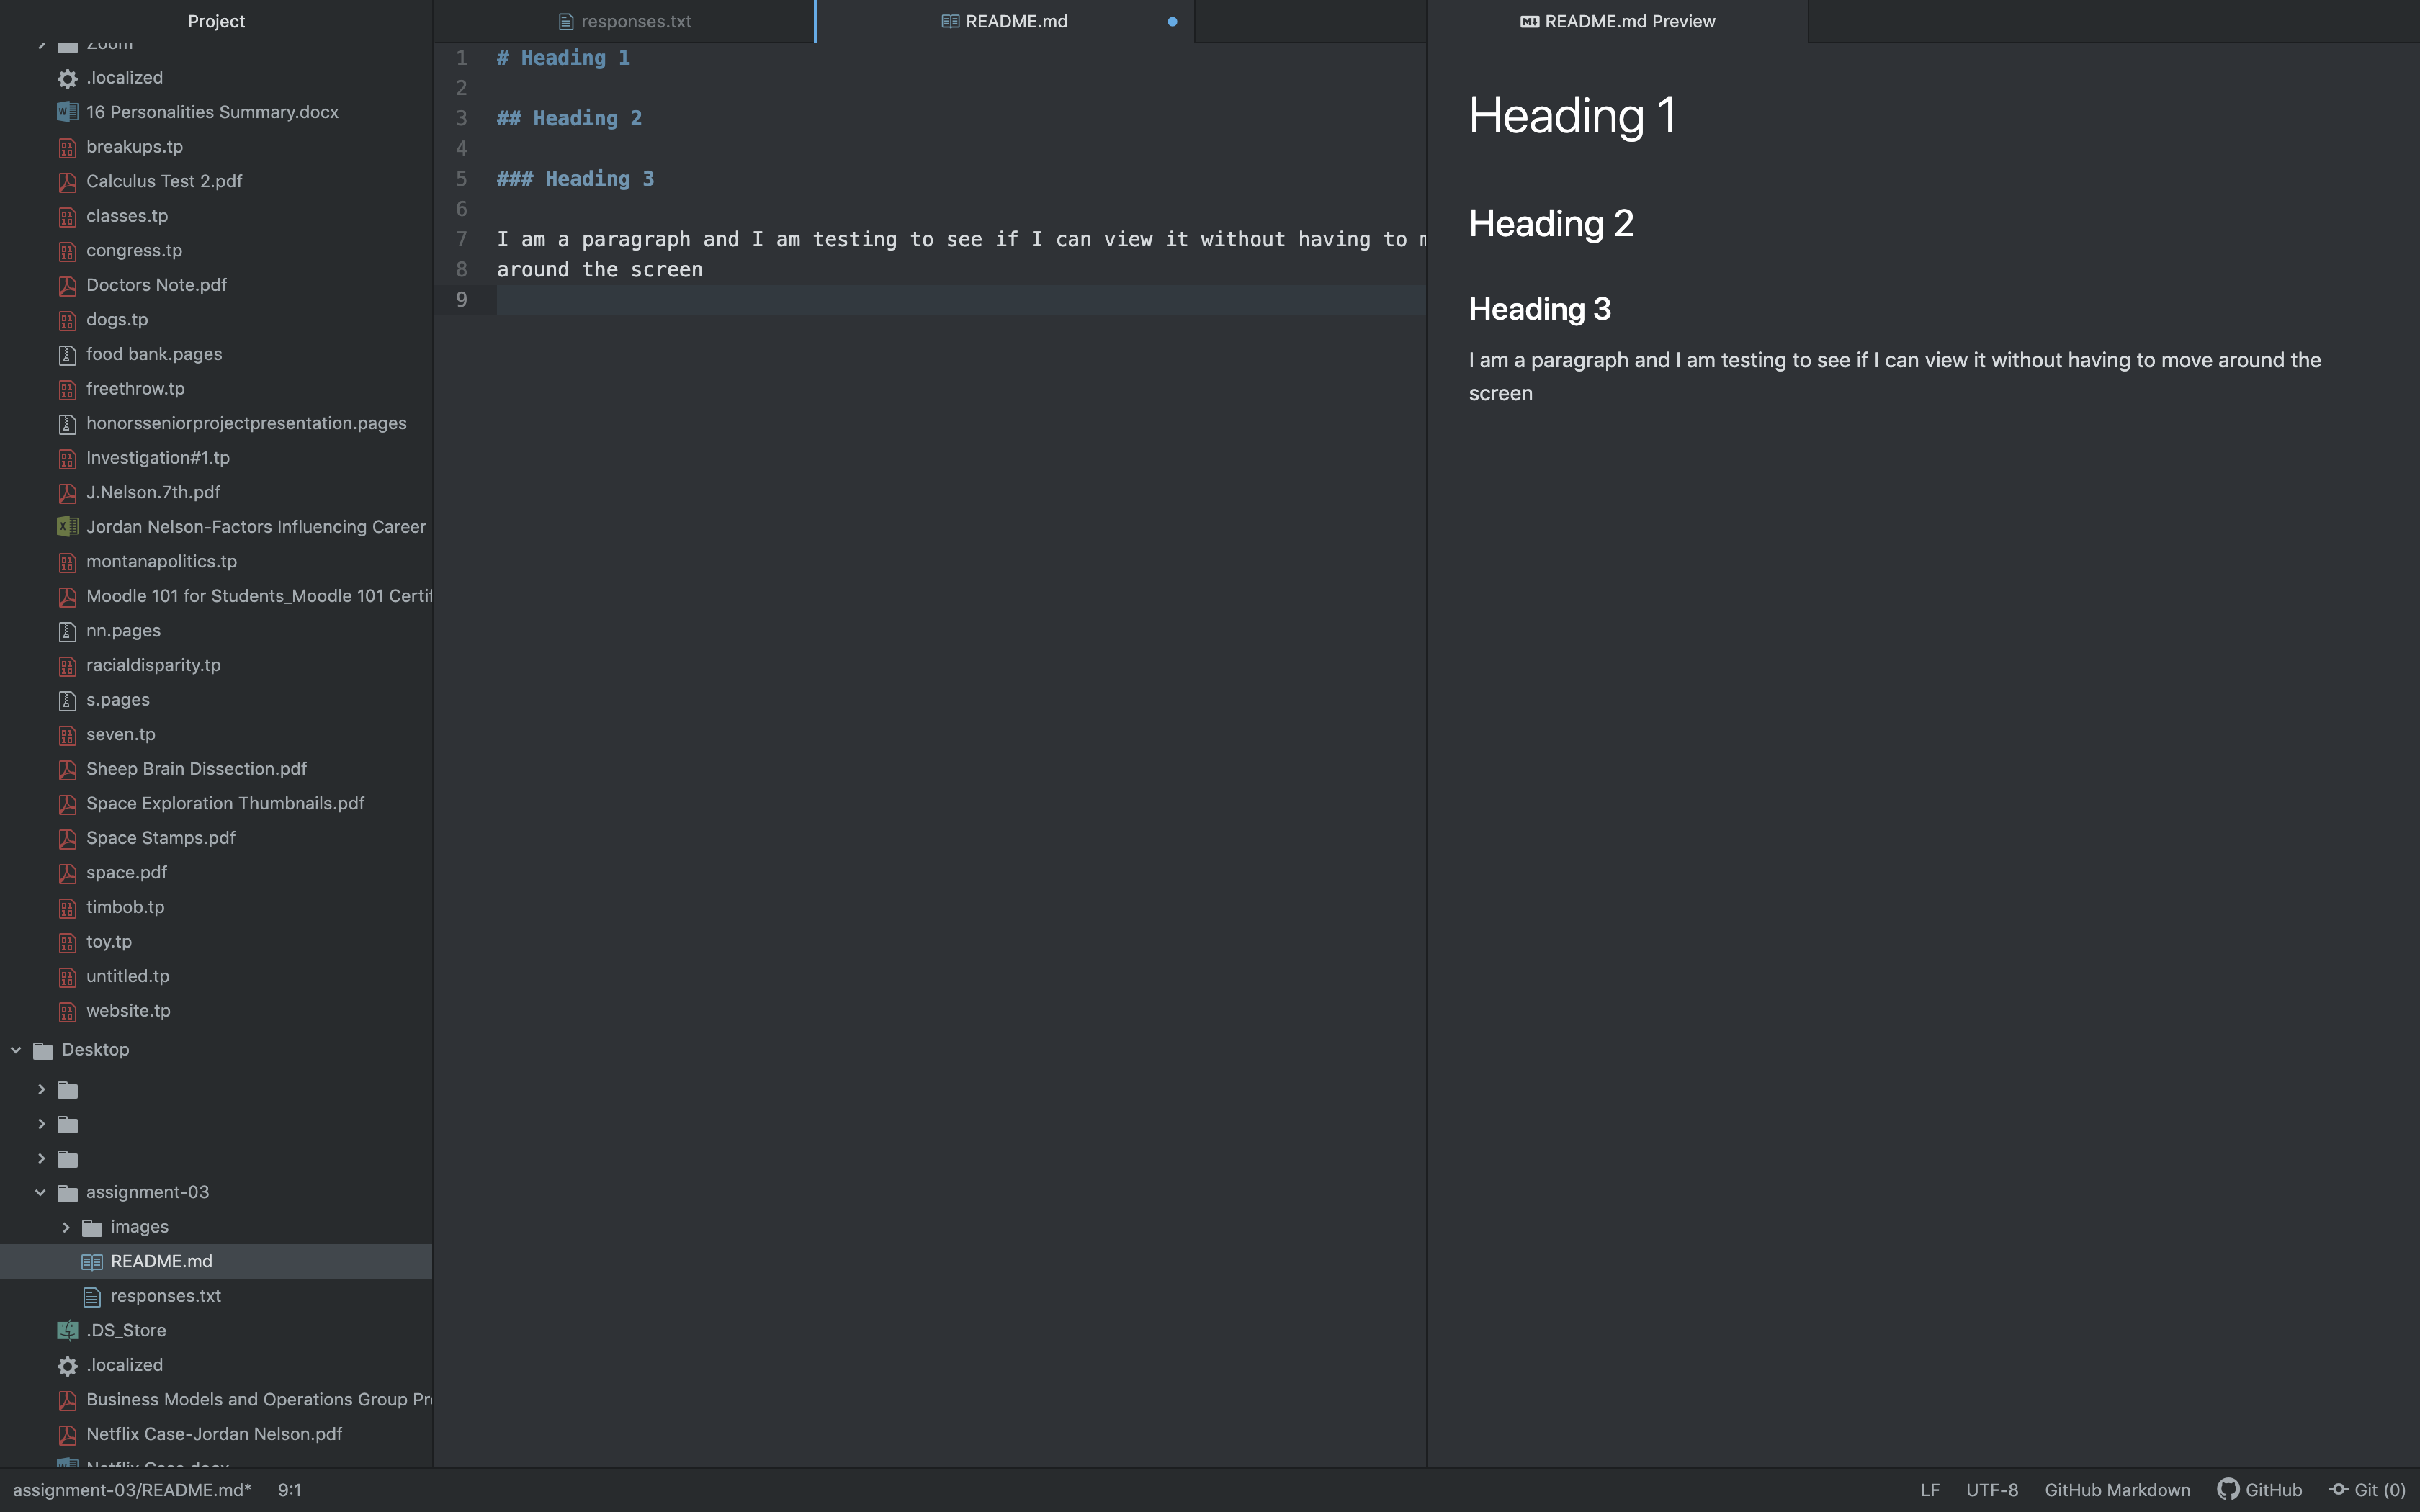 Project
Zoom
.localized
16 Personalities Summary.docx
breakups.tp
Calculus Test 2.pdf
classes.tp
congress.tp
Doctors Note.pdf
dogs.tp
food bank.pages
freethrow.tp
honorsseniorprojectpresentation.pages
Investigation#1.tp
J.Nelson.7th.pdf
Jordan Nelson-Factors Influencing Career
montanapolitics.tp
Moodle 101 for Students_Moodle 101 Certif
nn.pages
racialdisparity.tp
s.pages
seven.tp
Sheep Brain Dissection.pdf
Space Exploration Thumbnails.pdf
Space Stamps.pdf
space.pdf
timbob.tp
toy.tp
untitled.tp
website.tp
Desktop
assignment-03
images
README.md
responses.txt
.DS_Store
.localized
Business Models and Operations Group Pr
Netflix Case-Jordan Nelson.pdf
Netflix Case.docx
responses.txt
README.md
1 # Heading 1
2
3 ## Heading 2
4
5 ### Heading 3
6
7 I am a paragraph and I am testing to see if I can view it without having to m
8 around the screen
9
README.md Preview
Heading 1
Heading 2
Heading 3
I am a paragraph and I am testing to see if I can view it without having to move around the
screen
assignment-03/README.md* 9:1
LF UTF-8 GitHub Markdown GitHub Git (0)